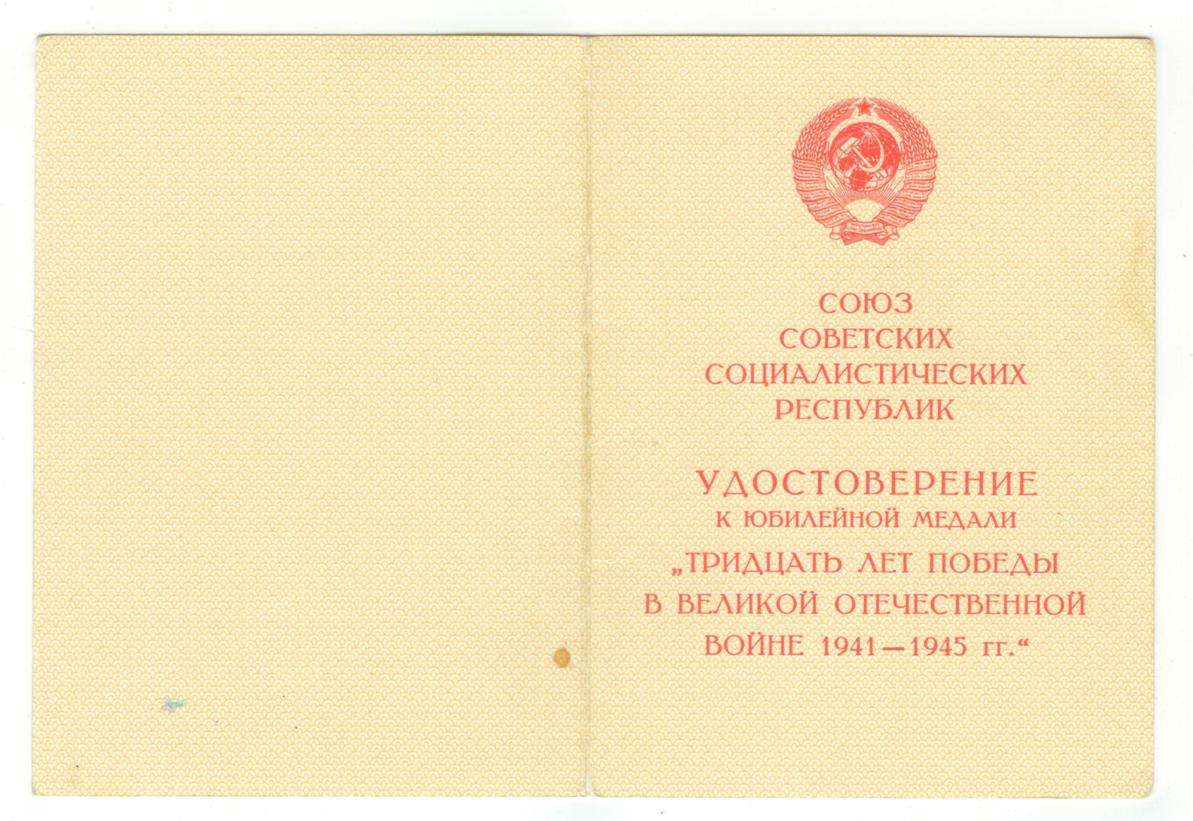 СОЮЗ
СОВЕТСКИХ
СОЦИАЛИСТИЧЕСКИХ
РЕСПУБЛИК
УДОСТОВЕРЕНИЕ
К ЮБИЛЕЙНОЙ МЕДАЛИ
„ТРИДЦАТЬ ЛЕТ ПОБЕДЫ
В ВЕЛИКОЙ ОТЕЧЕСТВЕННОЙ
ВОЙНЕ 1941—1945 гг.“